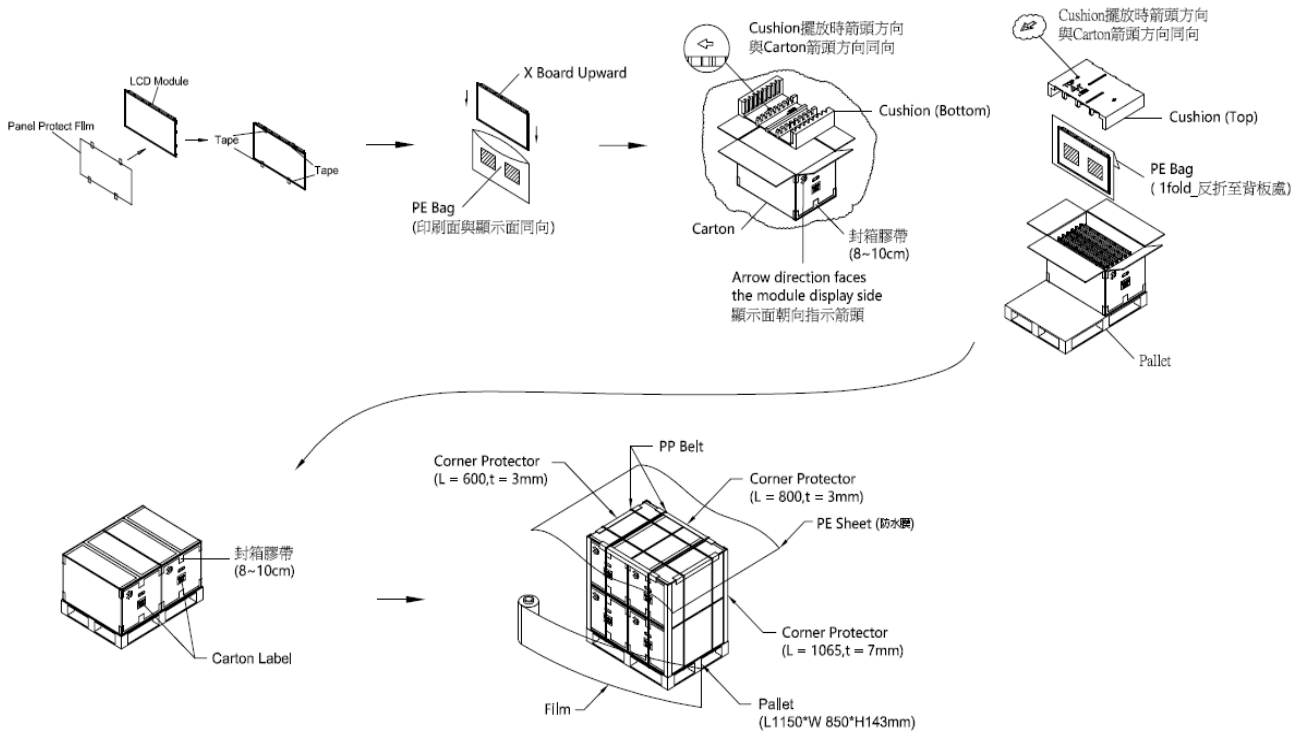 LCD Module
Panel Protect Film
Tape
Tape
X Board Upward
PE Bag
(印刷面與顯示面同向)
Cushion擺放時箭頭方向
與Carton箭頭方向同向
Cushion (Bottom)
Carton
封箱膠帶
(8~10cm)
Arrow direction faces
the module display side
顯示面朝向指示箭頭
Cushion擺放時箭頭方向
與Carton箭頭方向同向
Cushion (Top)
PE Bag
( 1fold_反折至背板處)
Pallet
封箱膠帶
(8~10cm)
Carton Label
PP Belt
Corner Protector
(L = 600,t = 3mm)
Corner Protector
(L = 800,t = 3mm)
PE Sheet (防水膜)
Corner Protector
(L = 1065,t = 7mm)
Film
Pallet
(L1150*W 850*H143mm)